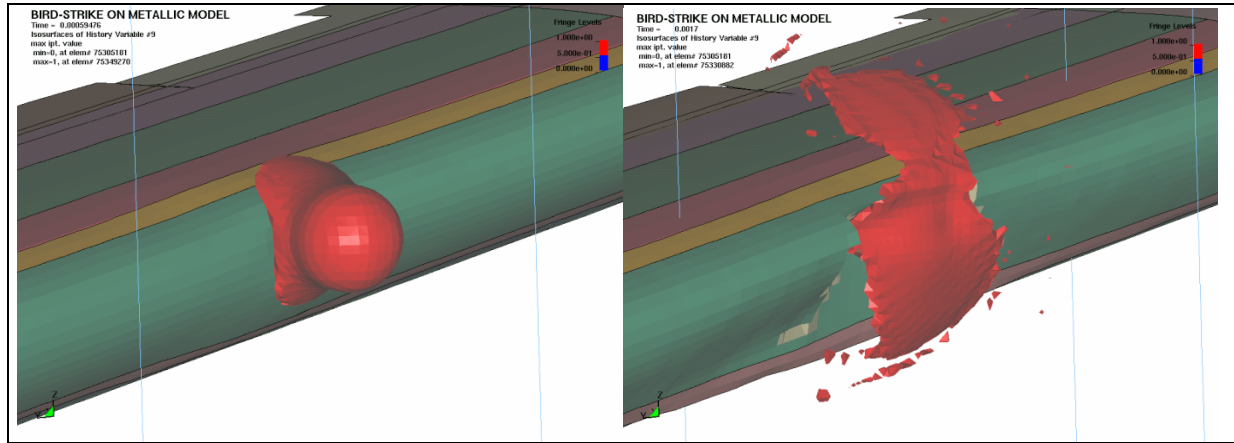 BIRD-STRIKE ON METALLIC MODEL
Time = 0.00059476
Isosurfaces of History Variable #9
max ipt. value
min=0, at elem# 75305181
max=1, at elem# 75349270
Fringe Levels
1.000e+00
5.000e-01
0.000e+00
Z
Y
BIRD-STRIKE ON METALLIC MODEL
Time = 0.0017
Isosurfaces of History Variable #9
max ipt. value
min=0, at elem# 75305181
max=1, at elem# 75330882
Fringe Levels
1.000e+00
5.000e-01
0.000e+00
Z
Y